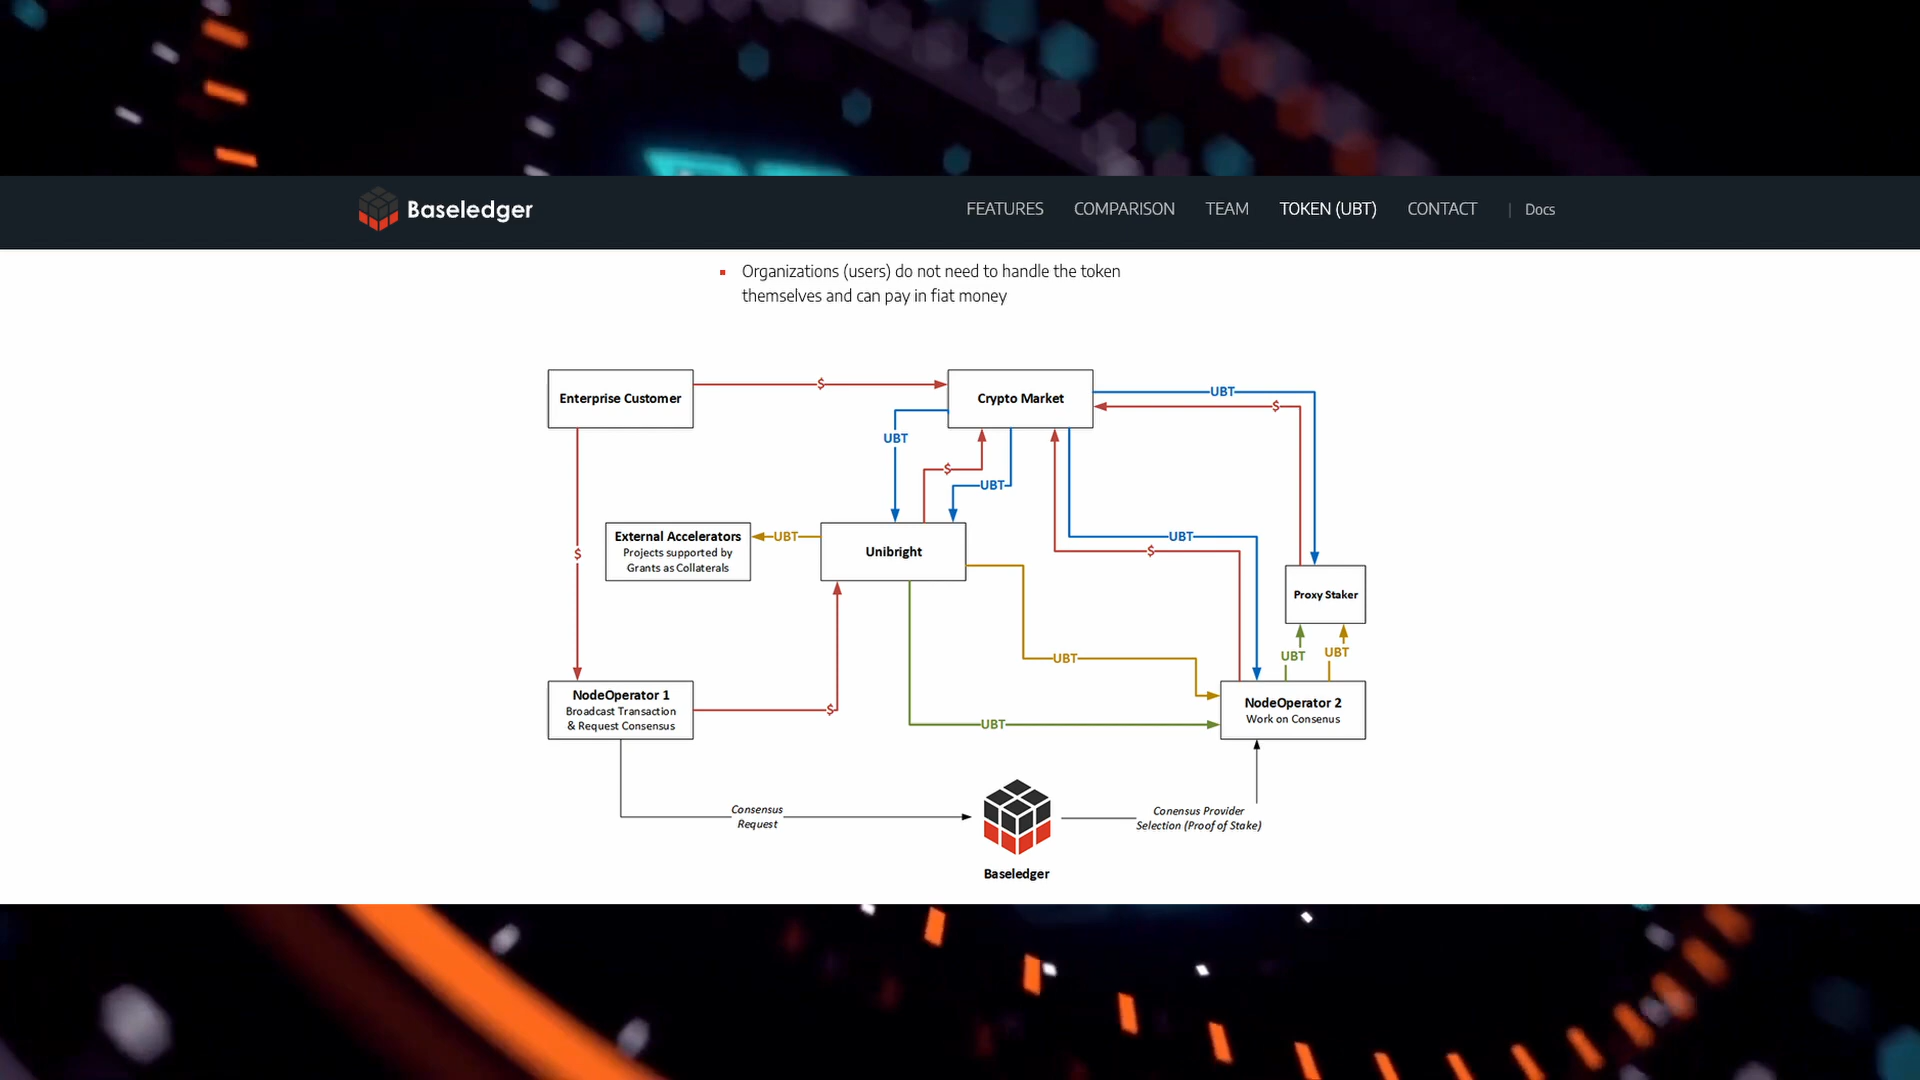 Baseledger
FEATURES COMPARISON TEAM TOKEN (UBT) CONTACT | Docs
Organizations (users) do not need to handle the token
themselves and can pay in fiat money
Enterprise Customer
$
Crypto Market
UBT
$
UBT
$
UBT
$
External Accelerators
Projects supported by
Grants as Collaterals
UBT
Unibright
UBT
$
Proxy Staker
UBT
UBT
UBT
NodeOperator 1
Broadcast Transaction
& Request Consensus
$
UBT
NodeOperator 2
Work on Consenus
Consensus
Request
Conensus Provider
Selection (Proof of Stake)
Baseledger